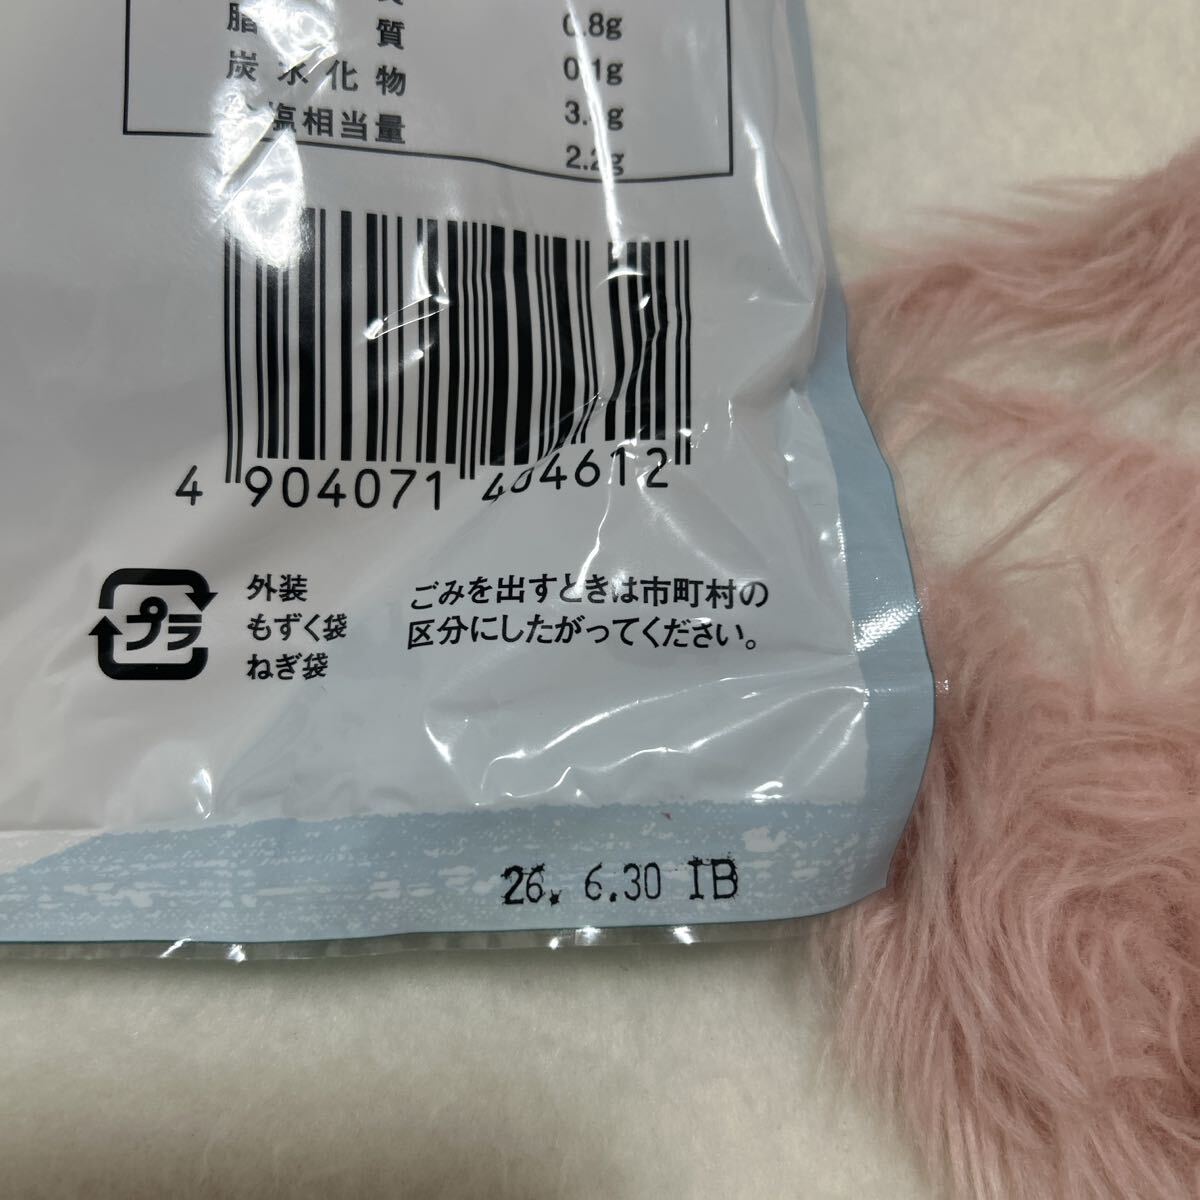 脂 質 0.8g
炭水化物 0.1g
塩相当量
2.2g
4 904071 404612
プラ
外装
もずく袋
ねぎ袋
ごみを出すときは市町村の
区分にしたがってください。
26. 6.30 IB